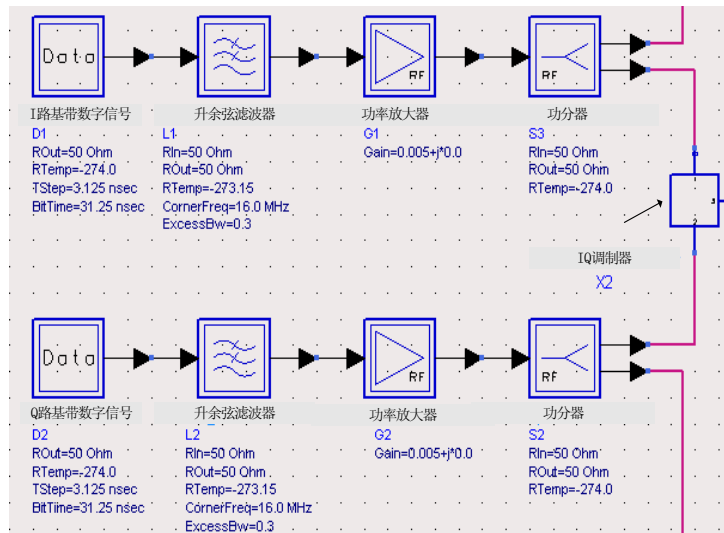 Data
RF
RF
I路基带数字信号
升余弦滤波器
功率放大器
功分器
D1
L1
G1
S3
ROut=50 Ohm
RIn=50 Ohm
Gain=0.005+j*0.0
RIn=50 Ohm
RTemp=-274.0
ROut=50 Ohm
ROut=50 Ohm
TStep=3.125 nsec
RTemp=-273.15
RTemp=-274.0
BitTime=31.25 nsec
CornerFreq=16.0 MHz
ExcessBw=0.3
1
3
2
IQ调制器
X2
Data
RF
RF
Q路基带数字信号
升余弦滤波器
功率放大器
功分器
D2
L2
G2
S2
ROut=50 Ohm
RIn=50 Ohm
Gain=0.005+j*0.0
RIn=50 Ohm
RTemp=-274.0
ROut=50 Ohm
ROut=50 Ohm
TStep=3.125 nsec
RTemp=-273.15
RTemp=-274.0
BitTime=31.25 nsec
CornerFreq=16.0 MHz
ExcessBw=0.3